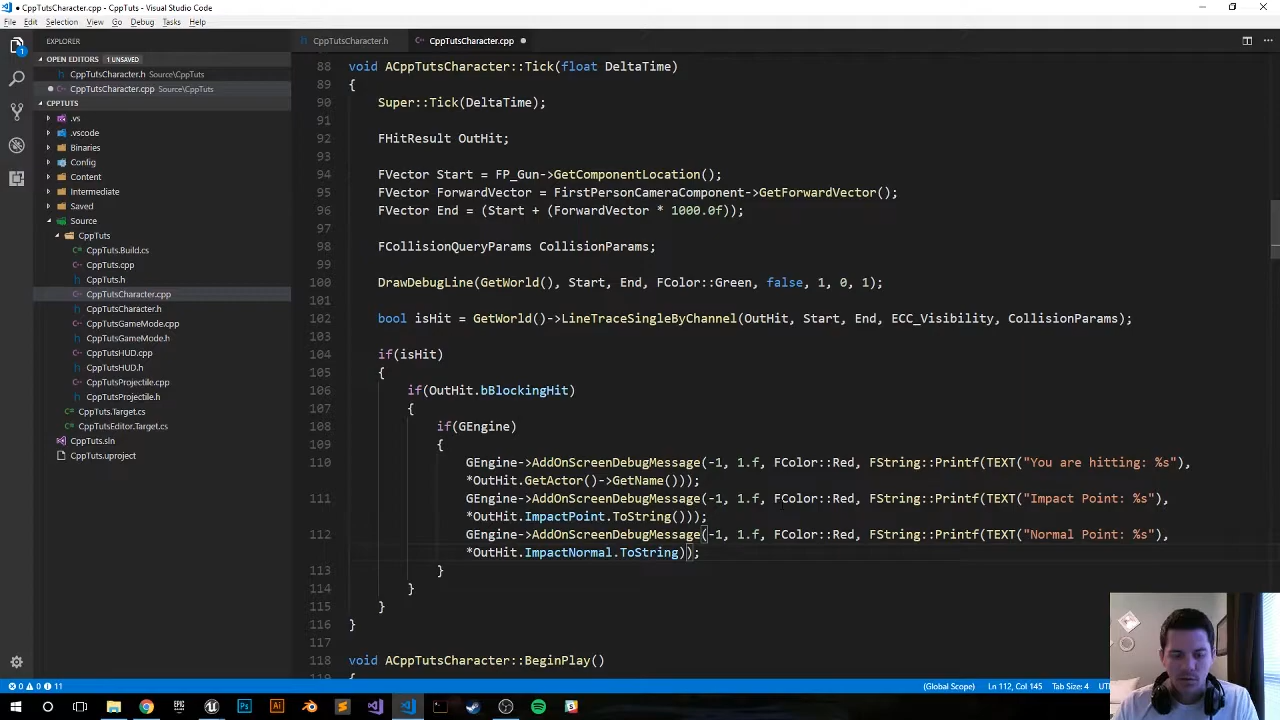 CppTutsCharacter.cpp - CppTuts - Visual Studio Code
File Edit Selection View Go Debug Tasks Help
EXPLORER
CppTutsCharacter.h
CppTutsCharacter.cpp
OPEN EDITORS 1 UNSAVED
CppTutsCharacter.h Source\CppTuts
CppTutsCharacter.cpp Source\CppTuts
CPPTUTS
.vs
.vscode
Binaries
Config
Content
Intermediate
Saved
Source
CppTuts
CppTuts.Build.cs
CppTuts.cpp
CppTuts.h
CppTutsCharacter.cpp
CppTutsCharacter.h
CppTutsGameMode.cpp
CppTutsGameMode.h
CppTutsHUD.cpp
CppTutsHUD.h
CppTutsProjectile.cpp
CppTutsProjectile.h
CppTuts.Target.cs
CppTutsEditor.Target.cs
CppTuts.sln
CppTuts.uproject
88 void ACppTutsCharacter::Tick(float DeltaTime)
89 {
90 Super::Tick(DeltaTime);
91
92 FHitResult OutHit;
93
94 FVector Start = FP_Gun->GetComponentLocation();
95 FVector ForwardVector = FirstPersonCameraComponent->GetForwardVector();
96 FVector End = (Start + (ForwardVector * 1000.0f));
97
98 FCollisionQueryParams CollisionParams;
99
100 DrawDebugLine(GetWorld(), Start, End, FColor::Green, false, 1, 0, 1);
101
102 bool isHit = GetWorld()->LineTraceSingleByChannel(OutHit, Start, End, ECC_Visibility, CollisionParams);
103
104 if(isHit)
105 {
106 if(OutHit.bBlockingHit)
107 {
108 if(GEngine)
109 {
110 GEngine->AddOnScreenDebugMessage(-1, 1.f, FColor::Red, FString::Printf(TEXT("You are hitting: %s"),
*OutHit.GetActor()->GetName()));
111 GEngine->AddOnScreenDebugMessage(-1, 1.f, FColor::Red, FString::Printf(TEXT("Impact Point: %s"),
*OutHit.ImpactPoint.ToString()));
112 GEngine->AddOnScreenDebugMessage(-1, 1.f, FColor::Red, FString::Printf(TEXT("Normal Point: %s"),
*OutHit.ImpactNormal.ToString));
113 }
114 }
115 }
116 }
117
118 void ACppTutsCharacter::BeginPlay()
119 {
0 0 11
(Global Scope) Ln 112, Col 145 Tab Size: 4